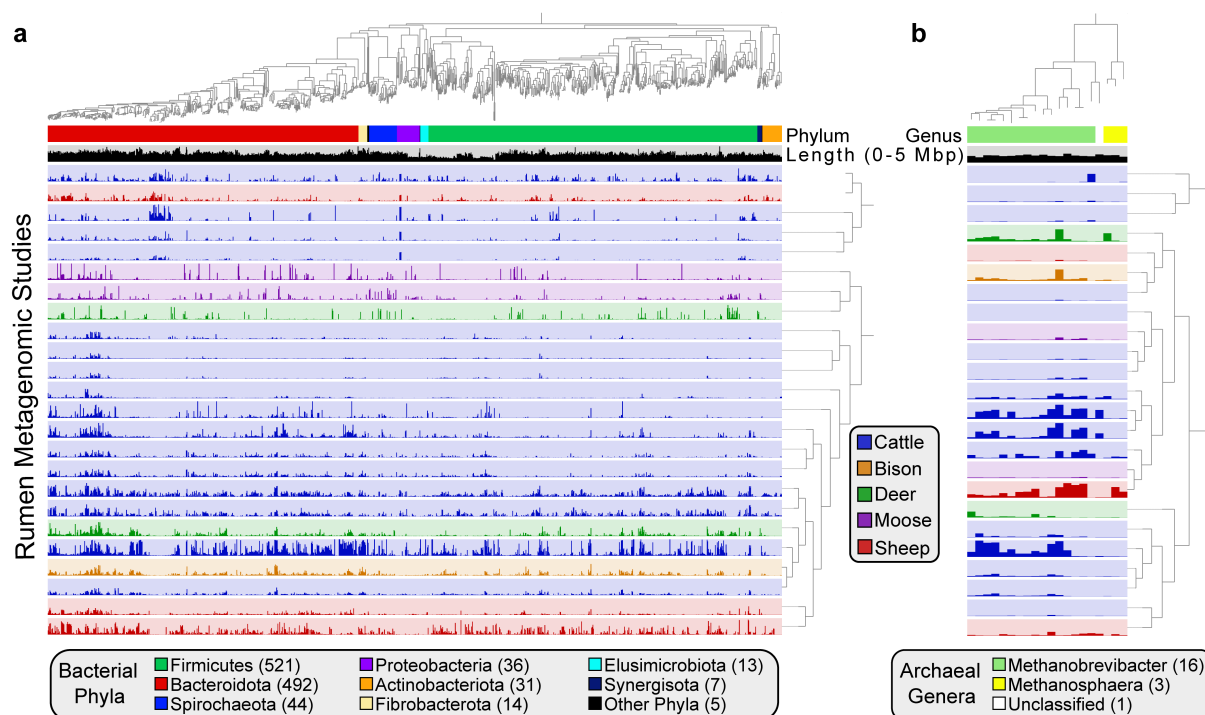 a
b
Phylum
Genus
Length (0-5 Mbp)
Rumen Metagenomic Studies
Cattle
Bison
Deer
Moose
Sheep
Bacterial
Phyla
Firmicutes (521)
Bacteroidota (492)
Spirochaeota (44)
Proteobacteria (36)
Actinobacteriota (31)
Fibrobacterota (14)
Elusimicrobiota (13)
Synergisota (7)
Other Phyla (5)
Archaeal
Genera
Methanobrevibacter (16)
Methanosphaera (3)
Unclassified (1)